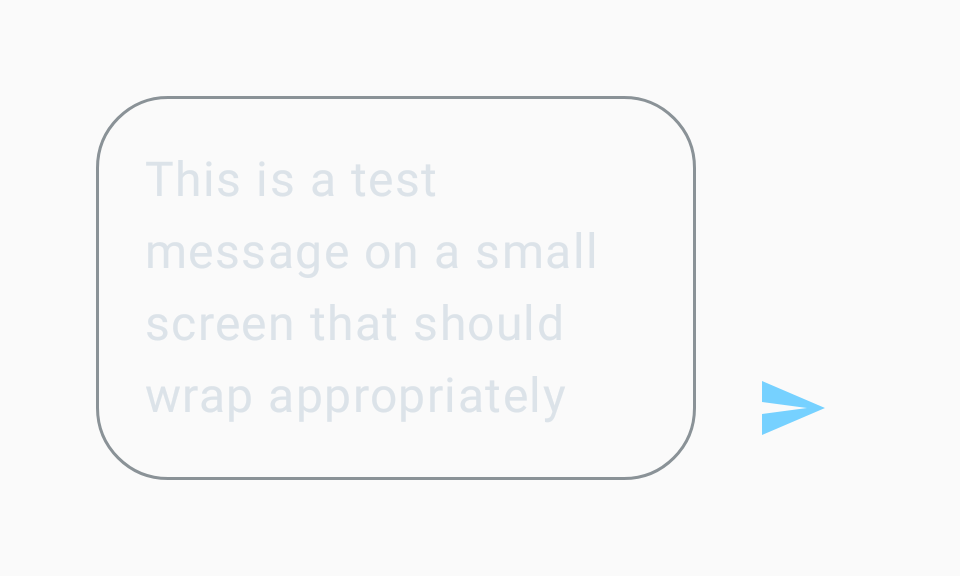 This is a test
message on a small
screen that should
wrap appropriately